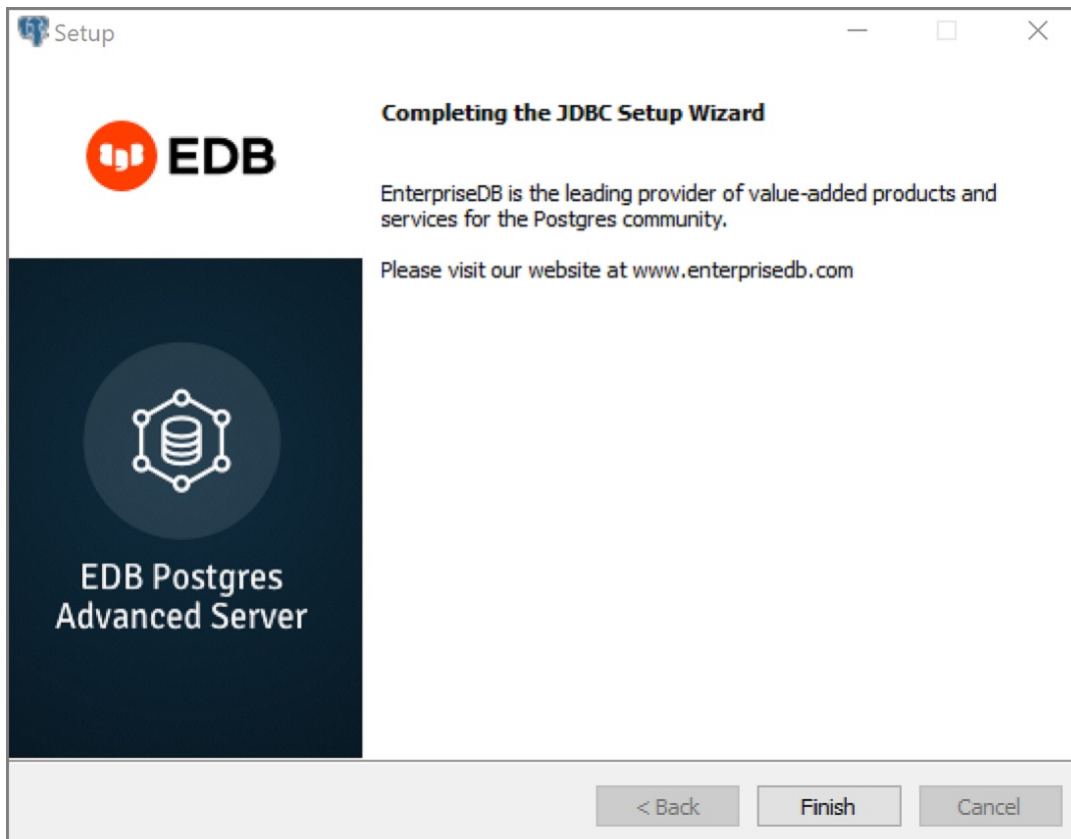 Setup
EDB
Completing the JDBC Setup Wizard
EnterpriseDB is the leading provider of value-added products and
services for the Postgres community.
Please visit our website at www.enterprisedb.com
EDB Postgres
Advanced Server
< Back
Finish
Cancel